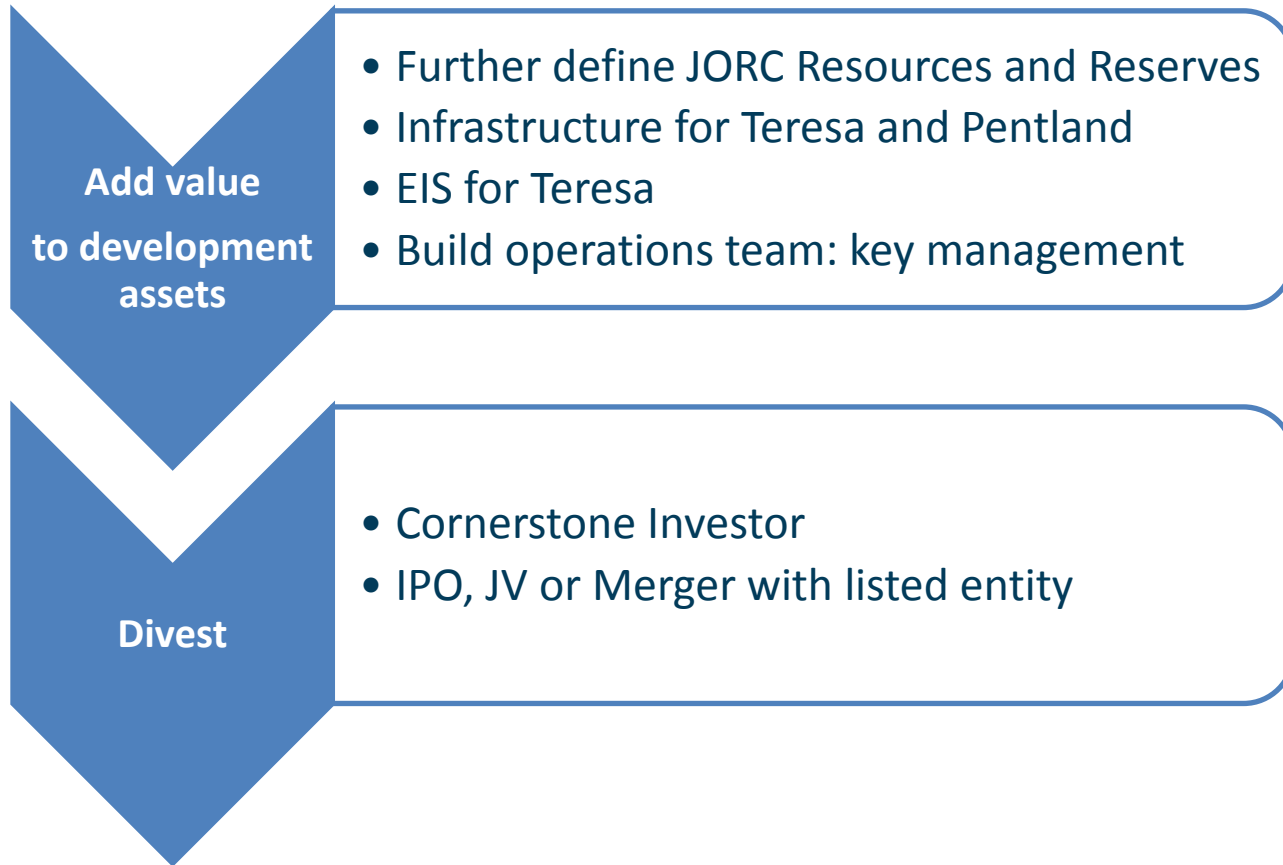 Add value
to development
assets
• Further define JORC Resources and Reserves
• Infrastructure for Teresa and Pentland
• EIS for Teresa
• Build operations team: key management
Divest
• Cornerstone Investor
• IPO, JV or Merger with listed entity